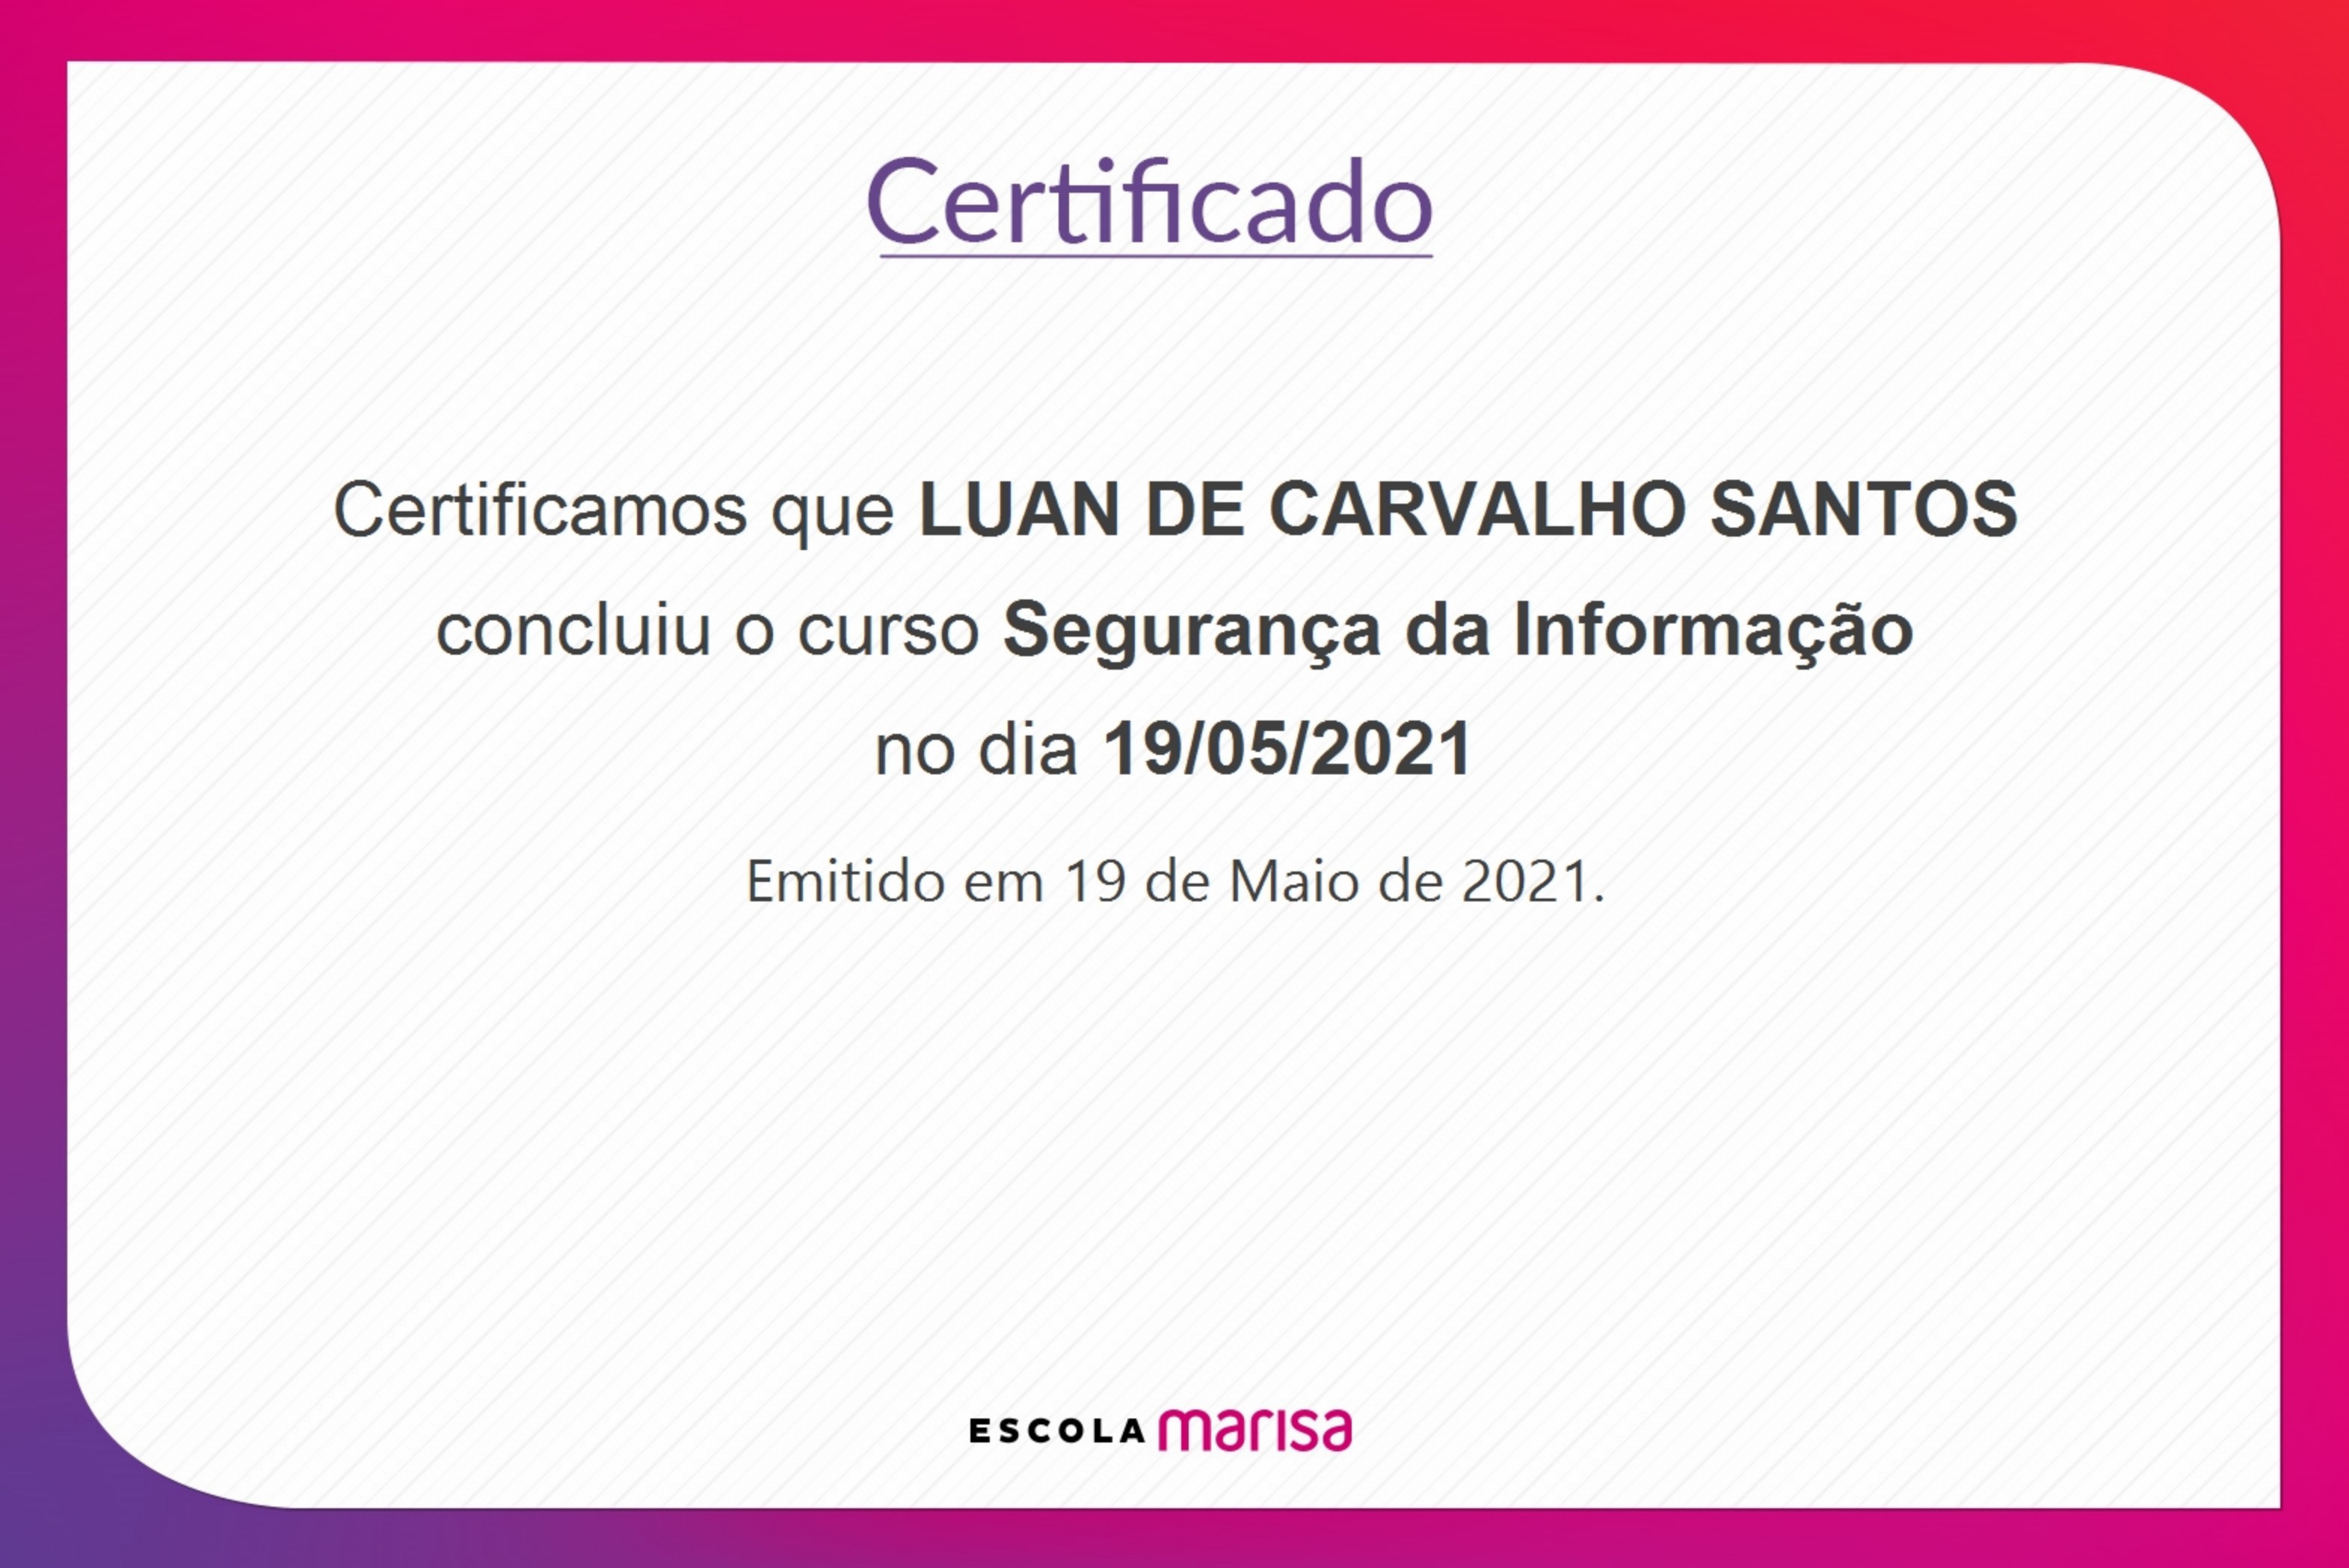 Certificado
Certificamos que LUAN DE CARVALHO SANTOS
concluiu o curso Segurança da Informação
no dia 19/05/2021
Emitido em 19 de Maio de 2021.
ESCOLA marisa